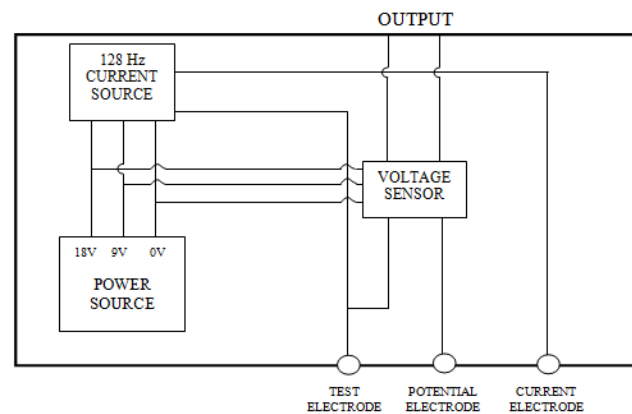 OUTPUT
128 Hz
CURRENT
SOURCE
VOLTAGE
SENSOR
18V 9V 0V
POWER
SOURCE
TEST
ELECTRODE
POTENTIAL
ELECTRODE
CURRENT
ELECTRODE